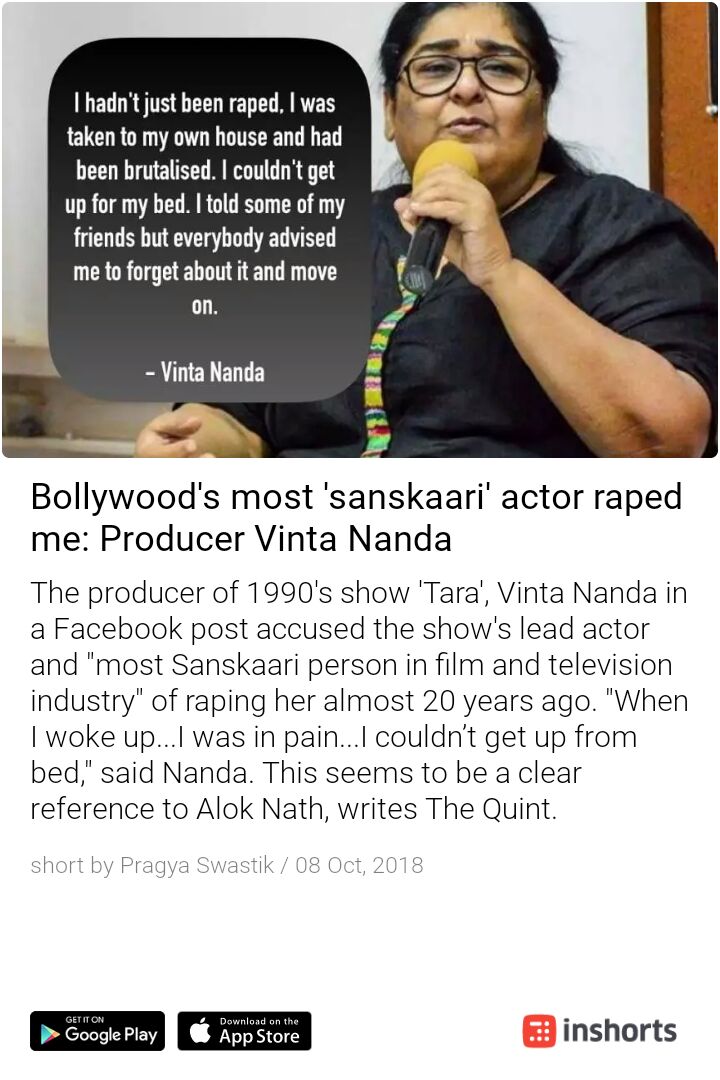 I hadn't just been raped, I was
taken to my own house and had
been brutalised. I couldn't get
up for my bed. I told some of my
friends but everybody advised
me to forget about it and move
on.
– Vinta Nanda
Bollywood's most 'sanskaari' actor raped
me: Producer Vinta Nanda
The producer of 1990's show 'Tara', Vinta Nanda in
a Facebook post accused the show's lead actor
and "most Sanskaari person in film and television
industry" of raping her almost 20 years ago. "When
I woke up...I was in pain...I couldn’t get up from
bed," said Nanda. This seems to be a clear
reference to Alok Nath, writes The Quint.
short by Pragya Swastik / 08 Oct, 2018
GET IT ON
Google Play
Download on the
App Store
inshorts